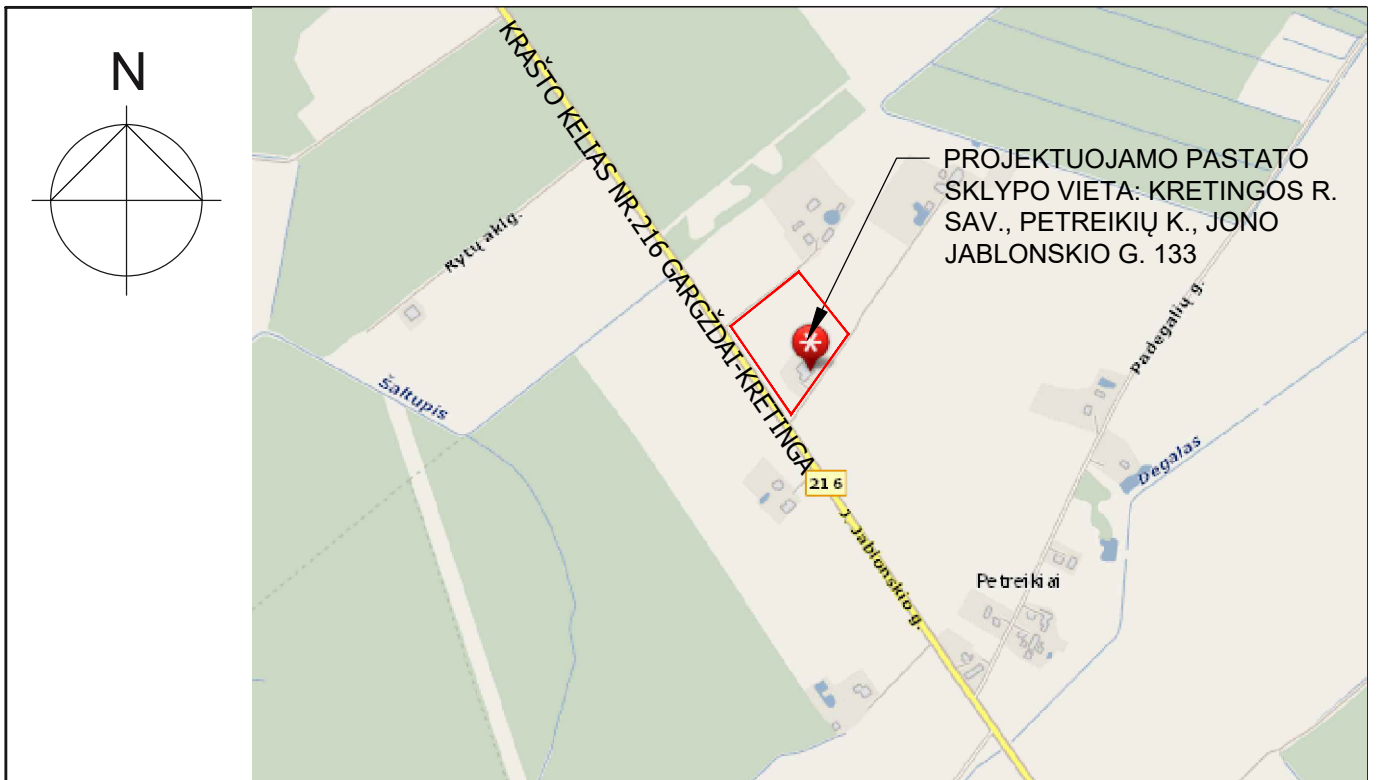 N
KRAŠTO KELIAS NR.216 GARGŽDAI-KRETINGA
PROJEKTUOJAMO PASTATO
SKLYPO VIETA: KRETINGOS R.
SAV., PETREIKIŲ K., JONO
JABLONSKIO G. 133
Rytų aklg.
Padegalių g.
Šaltupis
Degalas
216
J. Jablonskio g.
Petreikiai